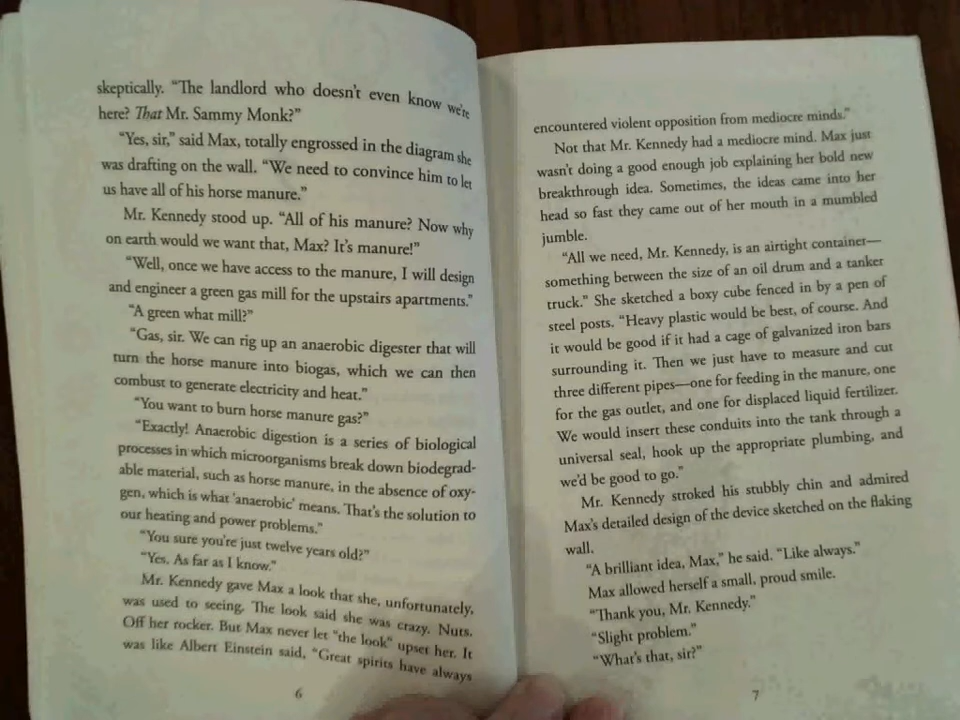 skeptically. “The landlord who doesn’t even know we’re
here? That Mr. Sammy Monk?”
“Yes, sir,” said Max, totally engrossed in the diagram she
was drafting on the wall. “We need to convince him to let
us have all of his horse manure.”
Mr. Kennedy stood up. “All of his manure? Now why
on earth would we want that, Max? It’s manure!”
“Well, once we have access to the manure, I will design
and engineer a green gas mill for the upstairs apartments.”
“A green what mill?”
“Gas, sir. We can rig up an anaerobic digester that will
turn the horse manure into biogas, which we can then
combust to generate electricity and heat.”
“You want to burn horse manure gas?”
“Exactly! Anaerobic digestion is a series of biological
processes in which microorganisms break down biodegrad-
able material, such as horse manure, in the absence of oxy-
gen, which is what ‘anaerobic’ means. That’s the solution to
our heating and power problems.”
“You sure you’re just twelve years old?”
“Yes. As far as I know.”
Mr. Kennedy gave Max a look that she, unfortunately,
was used to seeing. The look said she was crazy. Nuts.
Off her rocker. But Max never let “the look” upset her. It
was like Albert Einstein said, “Great spirits have always
6
encountered violent opposition from mediocre minds.”
Not that Mr. Kennedy had a mediocre mind. Max just
wasn’t doing a good enough job explaining her bold new
breakthrough idea. Sometimes, the ideas came into her
head so fast they came out of her mouth in a mumbled
jumble.
“All we need, Mr. Kennedy, is an airtight container—
something between the size of an oil drum and a tanker
truck.” She sketched a boxy cube fenced in by a pen of
steel posts. “Heavy plastic would be best, of course. And
it would be good if it had a cage of galvanized iron bars
surrounding it. Then we just have to measure and cut
three different pipes—one for feeding in the manure, one
for the gas outlet, and one for displaced liquid fertilizer.
We would insert these conduits into the tank through a
universal seal, hook up the appropriate plumbing, and
we’d be good to go.”
Mr. Kennedy stroked his stubbly chin and admired
Max’s detailed design of the device sketched on the flaking
wall.
“A brilliant idea, Max,” he said. “Like always.”
Max allowed herself a small, proud smile.
“Thank you, Mr. Kennedy.”
“Slight problem.”
“What’s that, sir?”
7